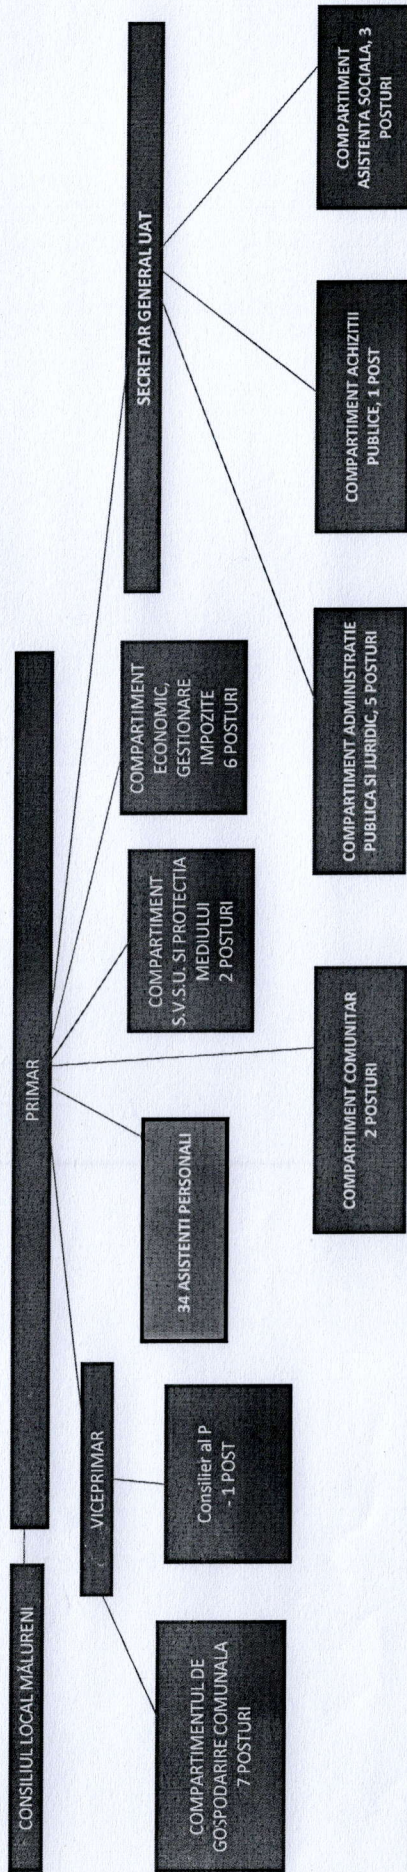 CONSILIUL LOCAL MĂLURENI
PRIMAR
VICEPRIMAR
SECRETAR GENERAL UAT
COMPARTIMENTUL DE
GOSPODARIRE COMUNALA
7 POSTURI
Consilier al P
- 1 POST
34 ASISTENTI PERSONALI
COMPARTIMENT
S.V.S.U. SI PROTECTIA
MEDIULUI
2 POSTURI
COMPARTIMENT
ECONOMIC,
GESTIONARE
IMPOZITE
6 POSTURI
COMPARTIMENT COMUNITAR
2 POSTURI
COMPARTIMENT ADMINISTRATIE
PUBLICA SI JURIDIC, 5 POSTURI
COMPARTIMENT ACHIZITII
PUBLICE, 1 POST
COMPARTIMENT
ASISTENTA SOCIALA, 3
POSTURI